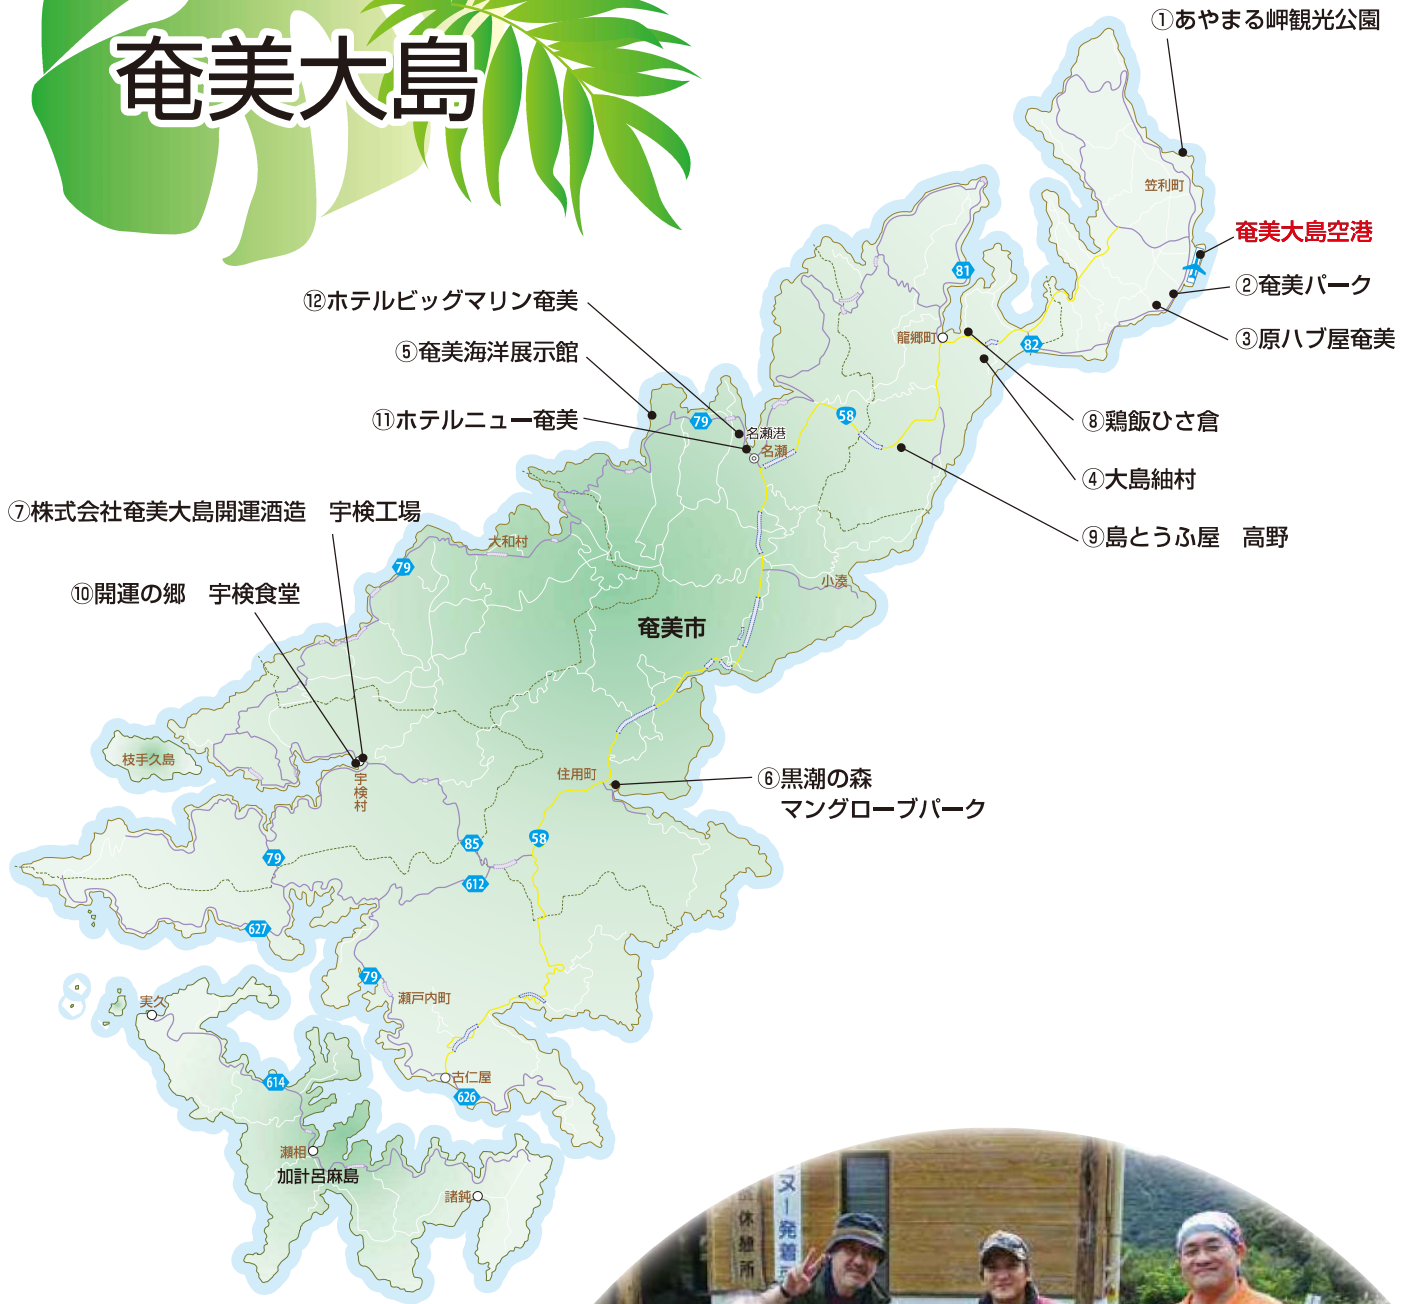 奄美大島
①あやまる岬観光公園
笠利町
奄美大島空港
②奄美パーク
③原ハブ屋奄美
81
⑫ホテルビッグマリン奄美
⑤奄美海洋展示館
龍郷町
82
⑪ホテルニュー奄美
79
名瀬港
名瀬
58
⑧鶏飯ひさ倉
④大島紬村
⑨島とうふ屋　高野
⑦株式会社奄美大島開運酒造　宇検工場
大和村
79
小湊
⑩開運の郷　宇検食堂
奄美市
枝手久島
宇検村
住用町
⑥黒潮の森
マングローブパーク
79
85
58
612
627
79
瀬戸内町
実久
古仁屋
614
626
瀬相
加計呂麻島
諸鈍
休憩所
ヌー発着